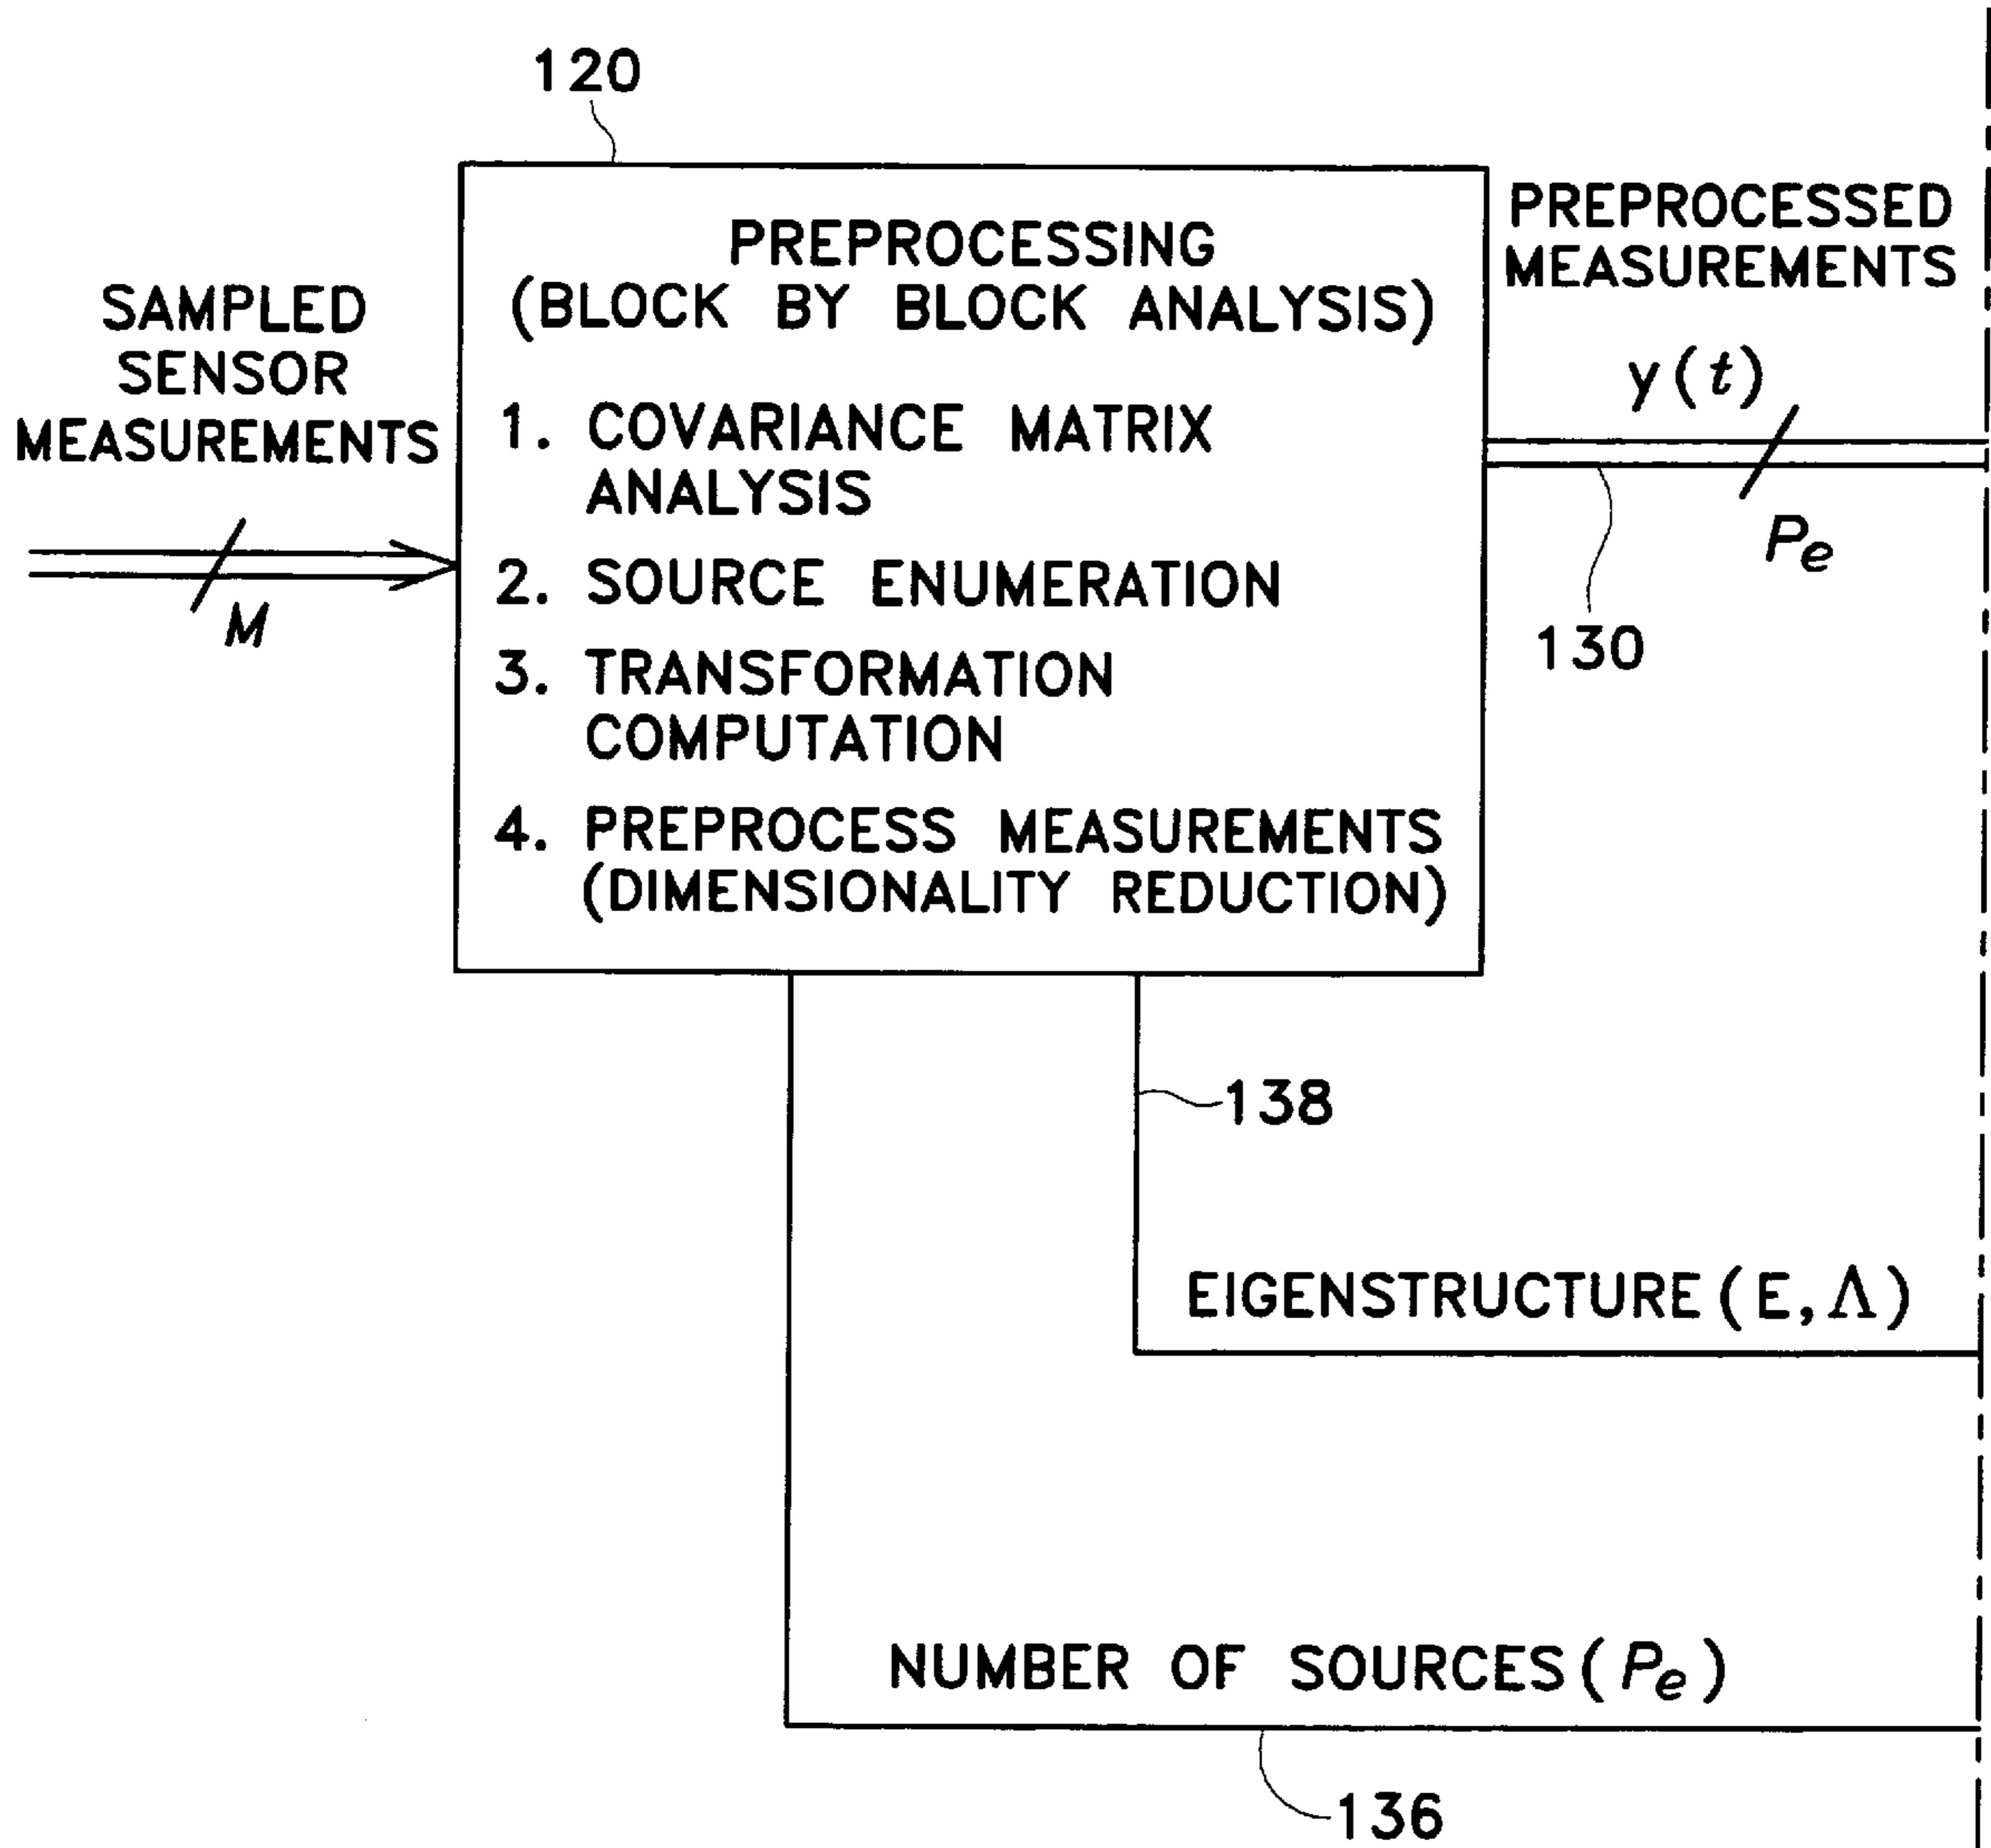 120
SAMPLED
SENSOR
MEASUREMENTS
M
PREPROCESSING
(BLOCK BY BLOCK ANALYSIS)
1. COVARIANCE MATRIX
ANALYSIS
2. SOURCE ENUMERATION
3. TRANSFORMATION
COMPUTATION
4. PREPROCESS MEASUREMENTS
(DIMENSIONALITY REDUCTION)
PREPROCESSED
MEASUREMENTS
y(t)
Pe
130
138
EIGENSTRUCTURE(E,Λ)
NUMBER OF SOURCES(Pe)
136